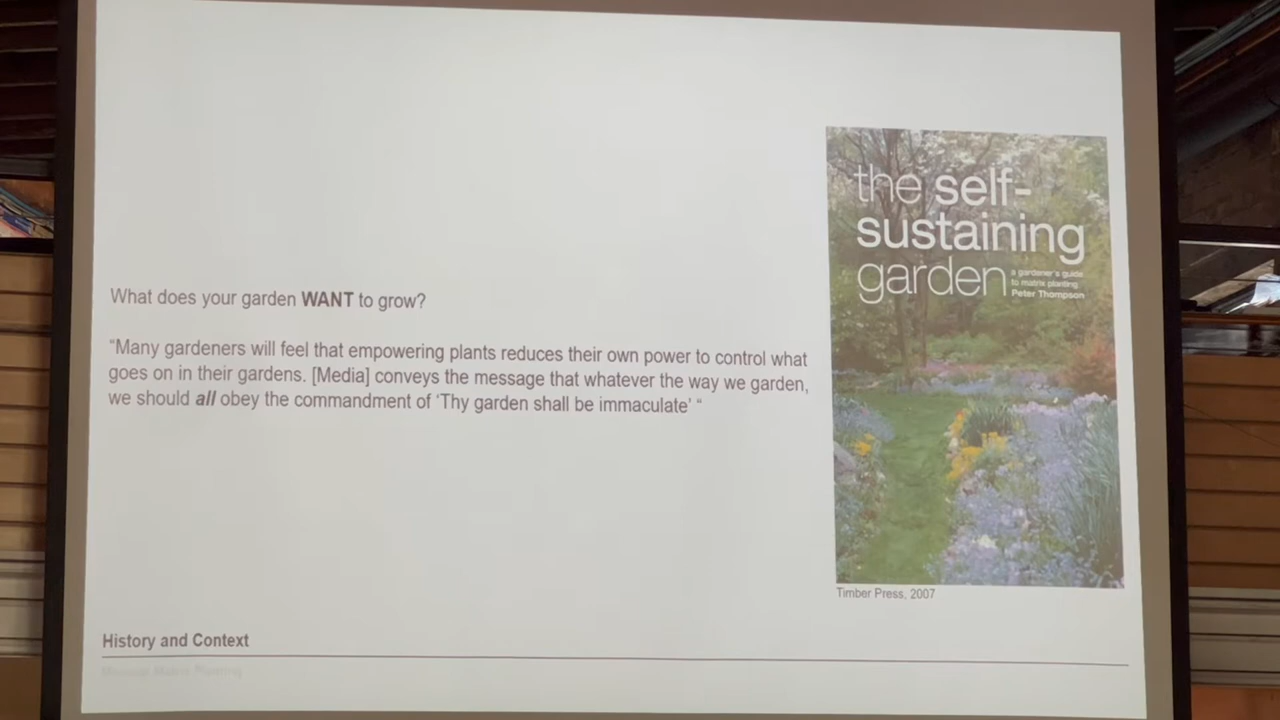 What does your garden WANT to grow?
“Many gardeners will feel that empowering plants reduces their own power to control what
goes on in their gardens. [Media] conveys the message that whatever the way we garden,
we should all obey the commandment of ‘Thy garden shall be immaculate’ “
the self-
sustaining
garden
a gardener's guide
to matrix planting
Peter Thompson
Timber Press, 2007
History and Context
Matrix Planting